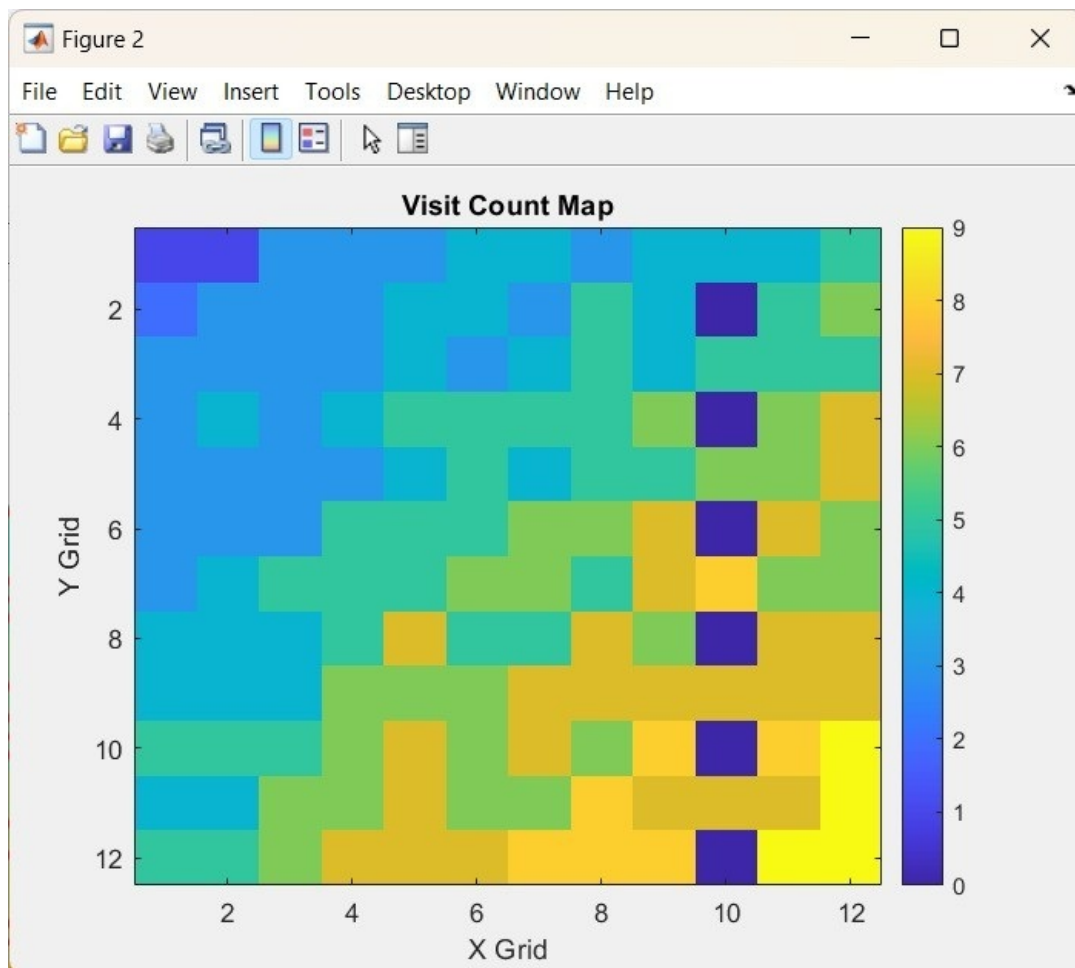 Figure 2
File Edit View Insert Tools Desktop Window Help
Visit Count Map
9
8
7
6
5
4
3
2
1
0
Y Grid
2
4
6
8
10
12
2 4 6 8 10 12
X Grid